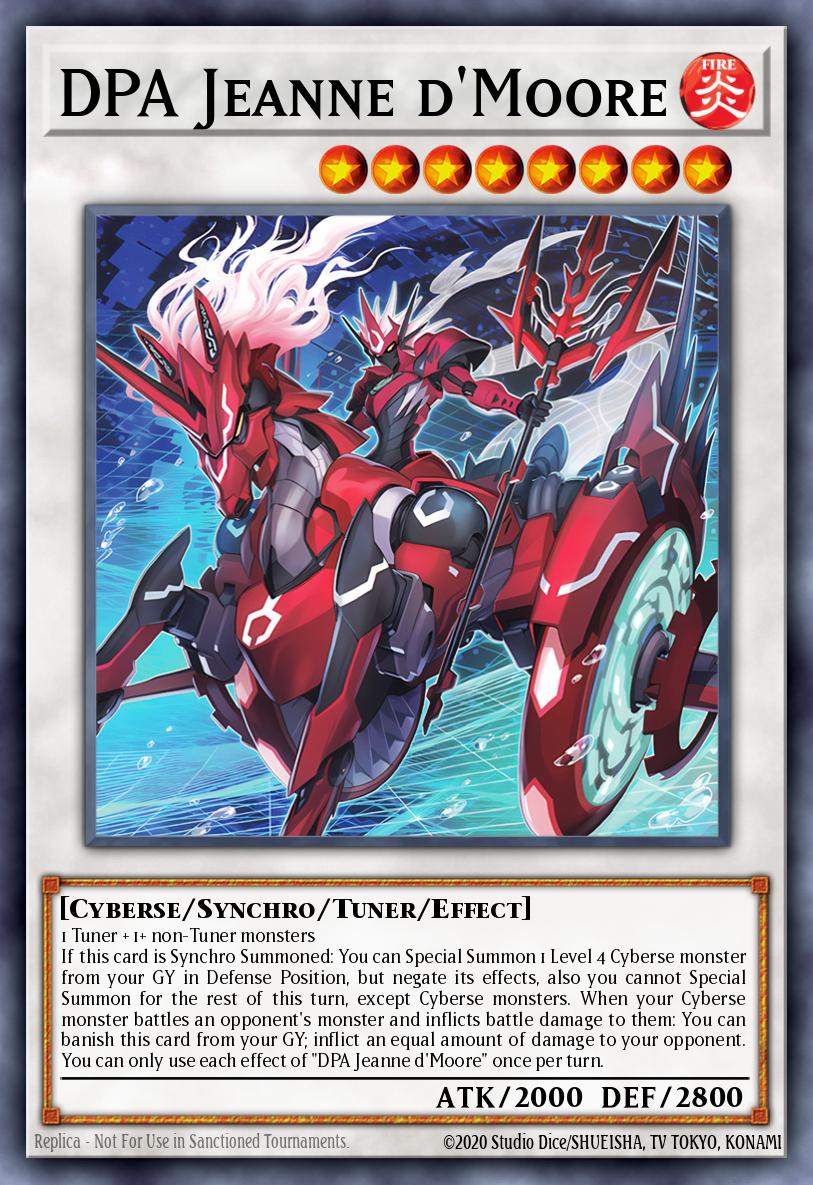 DPA Jeanne d'Moore
FIRE
炎
[Cyberse/Synchro/Tuner/Effect]
1 Tuner + 1+ non-Tuner monsters
If this card is Synchro Summoned: You can Special Summon 1 Level 4 Cyberse monster
from your GY in Defense Position, but negate its effects, also you cannot Special
Summon for the rest of this turn, except Cyberse monsters. When your Cyberse
monster battles an opponent's monster and inflicts battle damage to them: You can
banish this card from your GY; inflict an equal amount of damage to your opponent.
You can only use each effect of "DPA Jeanne d'Moore" once per turn.
ATK/2000 DEF/2800
Replica - Not For Use in Sanctioned Tournaments.
©2020 Studio Dice/SHUEISHA, TV TOKYO, KONAMI